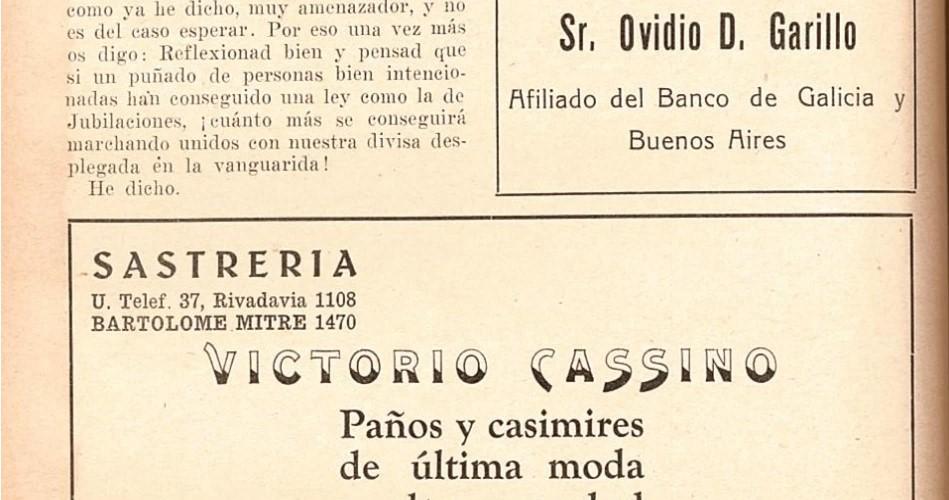 como ya he dicho, muy amenazador, y no
es del caso esperar. Por eso una vez más
os digo: Reflexionad bien y pensad que
si un puñado de personas bien intencio-
nadas han conseguido una ley como la de
Jubilaciones, ¡cuánto más se conseguirá
marchando unidos con nuestra divisa des-
plegada en la vanguarida!
He dicho.
Sr. Ovidio D. Garillo
Afiliado del Banco de Galicia y
Buenos Aires
SASTRERIA
U. Telef. 37, Rivadavia 1108
BARTOLOME MITRE 1470
VICTORIO CASSINO
Paños y casimires
de última moda